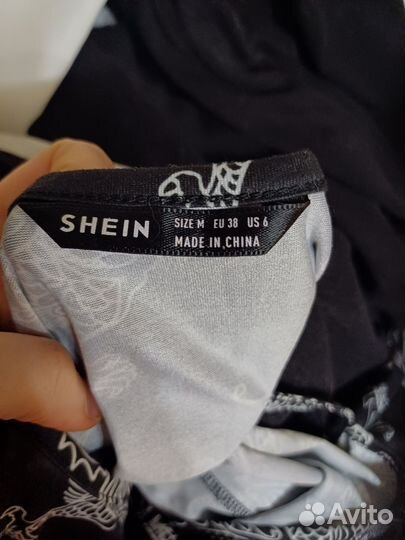 SHEIN
SIZE M EU 38 US 6
MADE IN CHINA
Avito